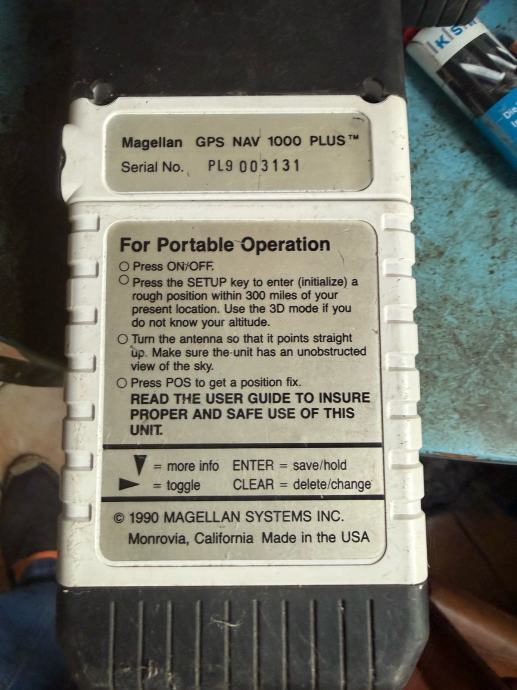 Magellan GPS NAV 1000 PLUS™
Serial No. PL9 003131
For Portable Operation
○ Press ON/OFF.
○ Press the SETUP key to enter (initialize) a
rough position within 300 miles of your
present location. Use the 3D mode if you
do not know your altitude.
○ Turn the antenna so that it points straight
up. Make sure the unit has an unobstructed
view of the sky.
○ Press POS to get a position fix.
READ THE USER GUIDE TO INSURE
PROPER AND SAFE USE OF THIS
UNIT.
▼ = more info ENTER = save/hold
► = toggle CLEAR = delete/change
© 1990 MAGELLAN SYSTEMS INC.
Monrovia, California Made in the USA